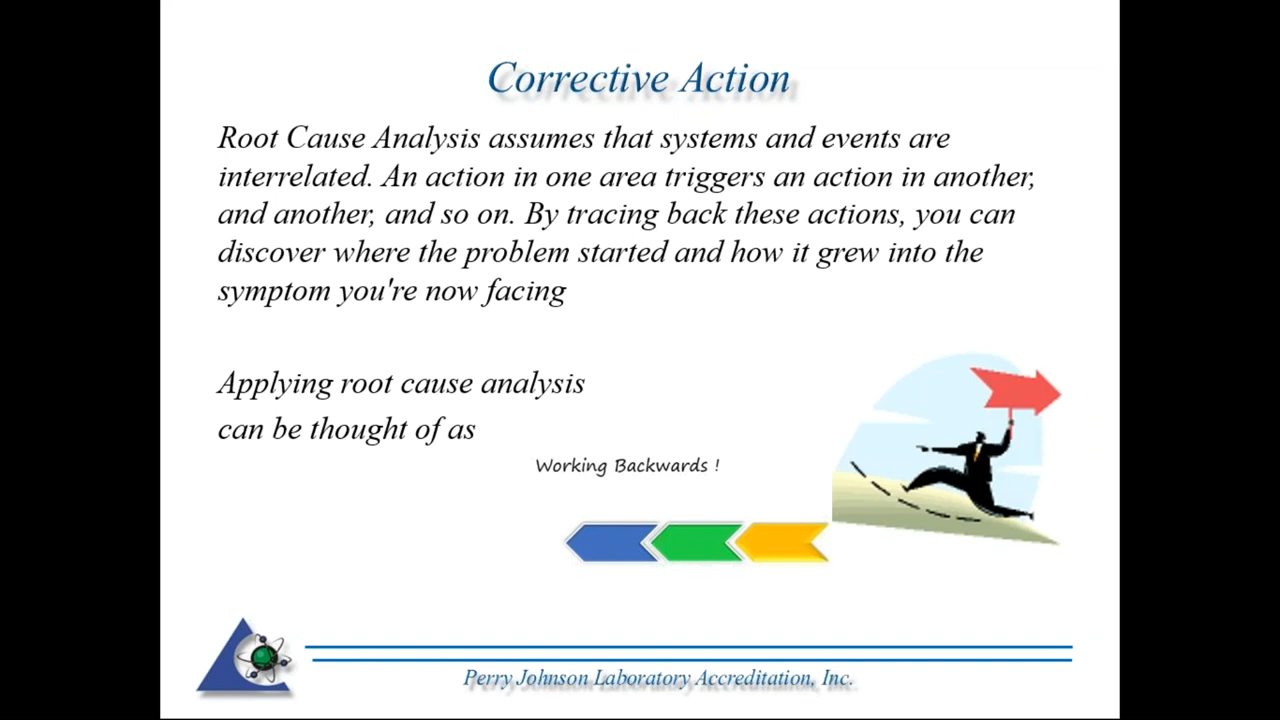 Corrective Action
Root Cause Analysis assumes that systems and events are
interrelated. An action in one area triggers an action in another,
and another, and so on. By tracing back these actions, you can
discover where the problem started and how it grew into the
symptom you're now facing
Applying root cause analysis
can be thought of as
Working Backwards !
Perry Johnson Laboratory Accreditation, Inc.